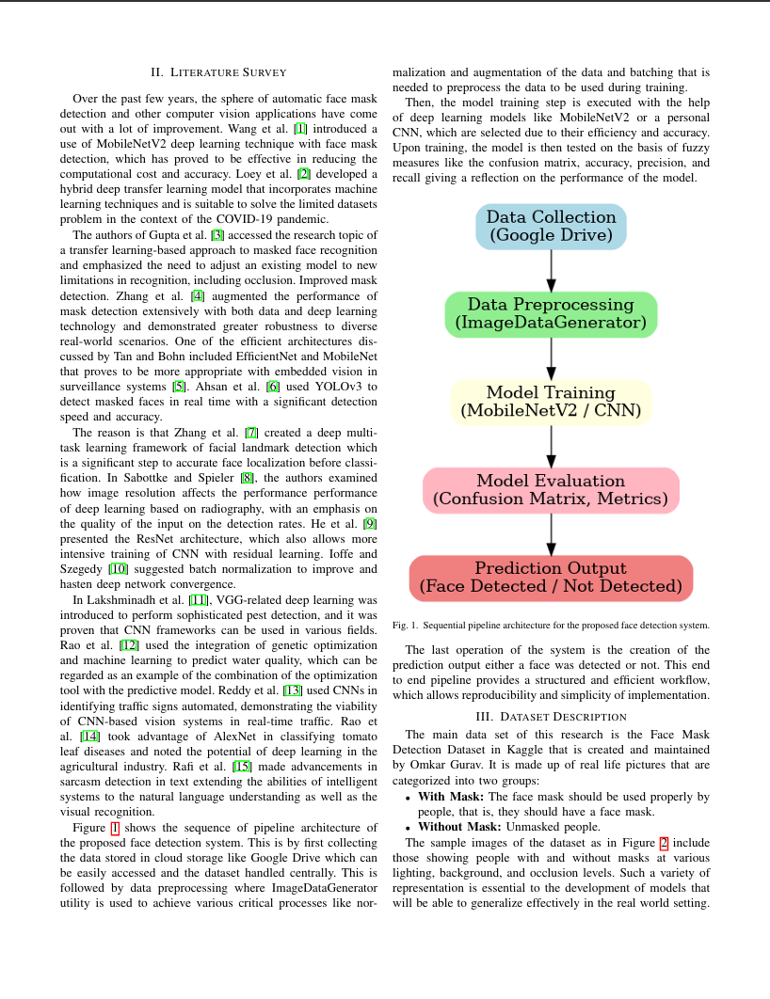 II. LITERATURE SURVEY
Over the past few years, the sphere of automatic face mask
detection and other computer vision applications have come
out with a lot of improvement. Wang et al. [1] introduced a
use of MobileNetV2 deep learning technique with face mask
detection, which has proved to be effective in reducing the
computational cost and accuracy. Loey et al. [2] developed a
hybrid deep transfer learning model that incorporates machine
learning techniques and is suitable to solve the limited datasets
problem in the context of the COVID-19 pandemic.
The authors of Gupta et al. [3] accessed the research topic of
a transfer learning-based approach to masked face recognition
and emphasized the need to adjust an existing model to new
limitations in recognition, including occlusion. Improved mask
detection. Zhang et al. [4] augmented the performance of
mask detection extensively with both data and deep learning
technology and demonstrated greater robustness to diverse
real-world scenarios. One of the efficient architectures dis-
cussed by Tan and Bohn included EfficientNet and MobileNet
that proves to be more appropriate with embedded vision in
surveillance systems [5]. Ahsan et al. [6] used YOLOv3 to
detect masked faces in real time with a significant detection
speed and accuracy.
The reason is that Zhang et al. [7] created a deep multi-
task learning framework of facial landmark detection which
is a significant step to accurate face localization before classi-
fication. In Sabottke and Spieler [8], the authors examined
how image resolution affects the performance performance
of deep learning based on radiography, with an emphasis on
the quality of the input on the detection rates. He et al. [9]
presented the ResNet architecture, which also allows more
intensive training of CNN with residual learning. Ioffe and
Szegedy [10] suggested batch normalization to improve and
hasten deep network convergence.
In Lakshminadh et al. [11], VGG-related deep learning was
introduced to perform sophisticated pest detection, and it was
proven that CNN frameworks can be used in various fields.
Rao et al. [12] used the integration of genetic optimization
and machine learning to predict water quality, which can be
regarded as an example of the combination of the optimization
tool with the predictive model. Reddy et al. [13] used CNNs in
identifying traffic signs automated, demonstrating the viability
of CNN-based vision systems in real-time traffic. Rao et
al. [14] took advantage of AlexNet in classifying tomato
leaf diseases and noted the potential of deep learning in the
agricultural industry. Rafi et al. [15] made advancements in
sarcasm detection in text extending the abilities of intelligent
systems to the natural language understanding as well as the
visual recognition.
Figure 1 shows the sequence of pipeline architecture of
the proposed face detection system. This is by first collecting
the data stored in cloud storage like Google Drive which can
be easily accessed and the dataset handled centrally. This is
followed by data preprocessing where ImageDataGenerator
utility is used to achieve various critical processes like nor-
malization and augmentation of the data and batching that is
needed to preprocess the data to be used during training.
Then, the model training step is executed with the help
of deep learning models like MobileNetV2 or a personal
CNN, which are selected due to their efficiency and accuracy.
Upon training, the model is then tested on the basis of fuzzy
measures like the confusion matrix, accuracy, precision, and
recall giving a reflection on the performance of the model.
Data Collection
(Google Drive)
Data Preprocessing
(ImageDataGenerator)
Model Training
(MobileNetV2 / CNN)
Model Evaluation
(Confusion Matrix, Metrics)
Prediction Output
(Face Detected / Not Detected)
Fig. 1. Sequential pipeline architecture for the proposed face detection system.
The last operation of the system is the creation of the
prediction output either a face was detected or not. This end
to end pipeline provides a structured and efficient workflow,
which allows reproducibility and simplicity of implementation.
III. DATASET DESCRIPTION
The main data set of this research is the Face Mask
Detection Dataset in Kaggle that is created and maintained
by Omkar Gurav. It is made up of real life pictures that are
categorized into two groups:
• With Mask: The face mask should be used properly by
people, that is, they should have a face mask.
• Without Mask: Unmasked people.
The sample images of the dataset as in Figure 2 include
those showing people with and without masks at various
lighting, background, and occlusion levels. Such a variety of
representation is essential to the development of models that
will be able to generalize effectively in the real world setting.